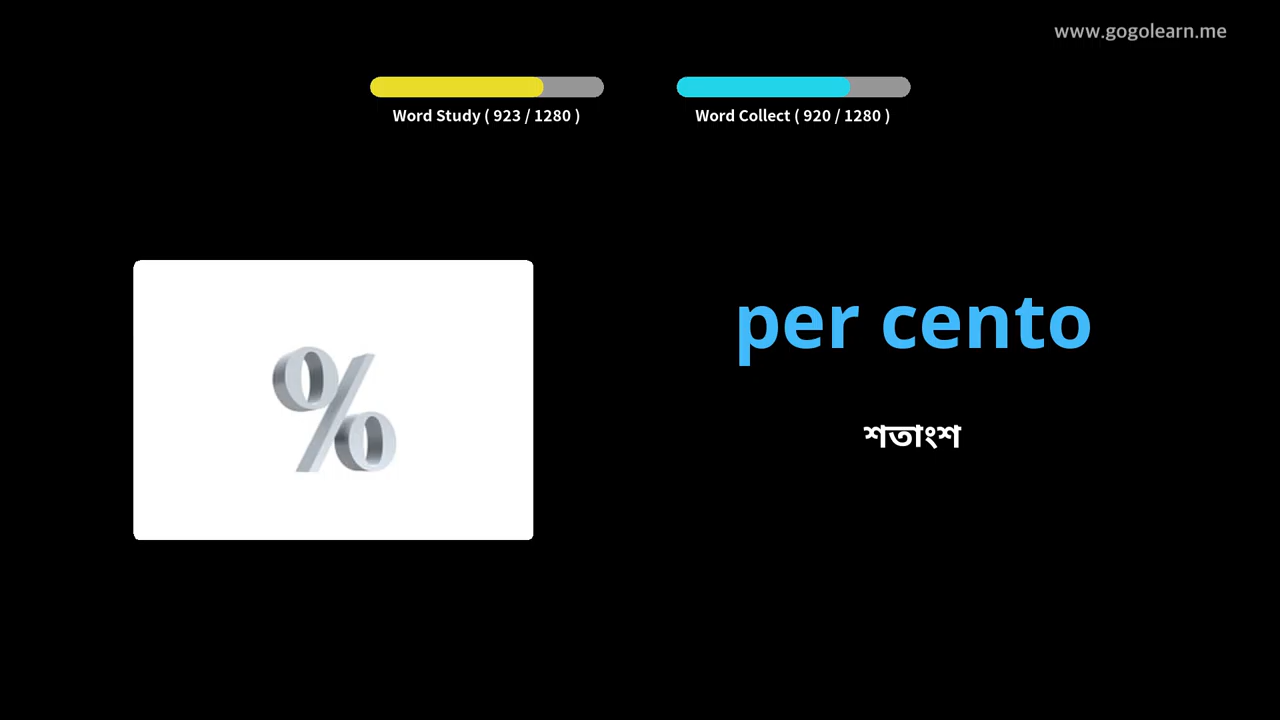 www.gogolearn.me
Word Study ( 923 / 1280 )
Word Collect ( 920 / 1280 )
%
per cento
শতাংশ